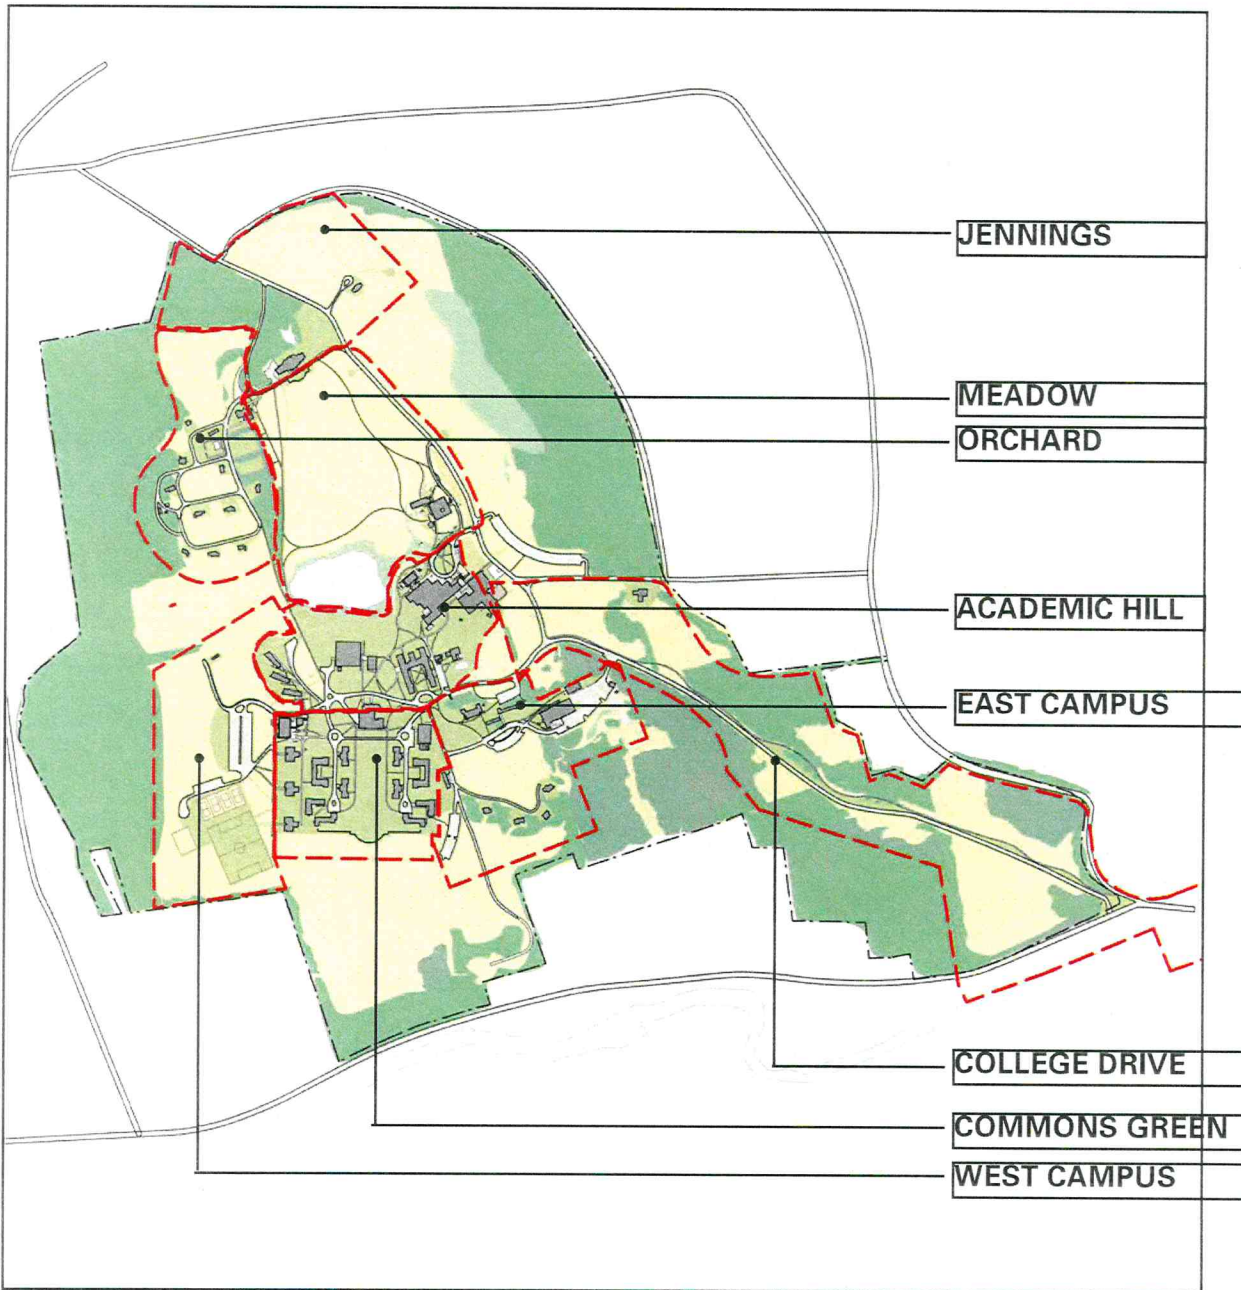 JENNINGS
MEADOW
ORCHARD
ACADEMIC HILL
EAST CAMPUS
COLLEGE DRIVE
COMMONS GREEN
WEST CAMPUS